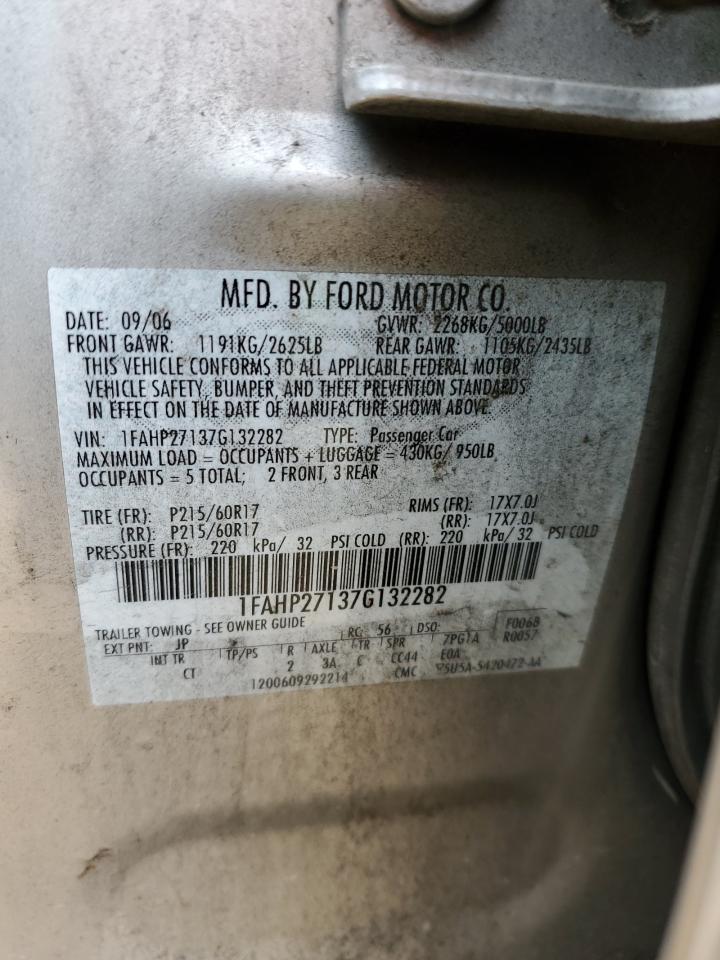 MFD. BY FORD MOTOR CO.
DATE: 09/06 GVWR: 2268KG/5000LB
FRONT GAWR: 1191KG/2625LB REAR GAWR: 1105KG/2435LB
THIS VEHICLE CONFORMS TO ALL APPLICABLE FEDERAL MOTOR
VEHICLE SAFETY, BUMPER, AND THEFT PREVENTION STANDARDS
IN EFFECT ON THE DATE OF MANUFACTURE SHOWN ABOVE.
VIN: 1FAHP27137G132282 TYPE: Passenger Car
MAXIMUM LOAD = OCCUPANTS + LUGGAGE = 430KG/ 950LB
OCCUPANTS = 5 TOTAL; 2 FRONT, 3 REAR
TIRE (FR): P215/60R17 RIMS (FR): 17X7.0J
(RR): P215/60R17 (RR): 17X7.0J
PRESSURE (FR): 220 kPa/ 32 PSI COLD (RR): 220 kPa/ 32 PSI COLD
1FAHP27137G132282
TRAILER TOWING - SEE OWNER GUIDE F0068
EXT PNT: JP RC: 56 DSO: R0057
INT TR TP/PS R AXLE TR SPR 7PG1A
CT 2 3A C CC44 EOA
1200609292214 CMC